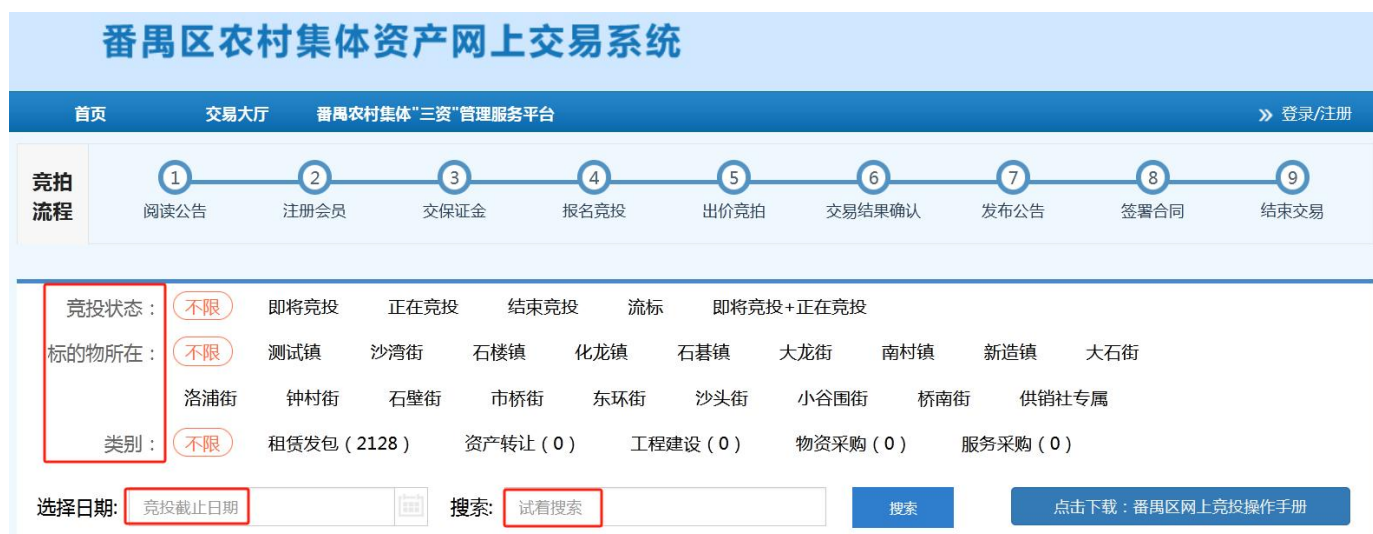 番禺区农村集体资产网上交易系统
首页 交易大厅 番禺农村集体"三资"管理服务平台 » 登录/注册
竞拍流程
1 2 3 4 5 6 7 8 9
阅读公告 注册会员 交保证金 报名竞投 出价竞拍 交易结果确认 发布公告 签署合同 结束交易
竞投状态： 不限 即将竞投 正在竞投 结束竞投 流标 即将竞投+正在竞投
标的物所在： 不限 测试镇 沙湾街 石楼镇 化龙镇 石碁镇 大龙街 南村镇 新造镇 大石街
洛浦街 钟村街 石壁街 市桥街 东环街 沙头街 小谷围街 桥南街 供销社专属
类别： 不限 租赁发包（2128） 资产转让（0） 工程建设（0） 物资采购（0） 服务采购（0）
选择日期: 竞投截止日期 搜索: 试着搜索 搜索 点击下载：番禺区网上竞投操作手册